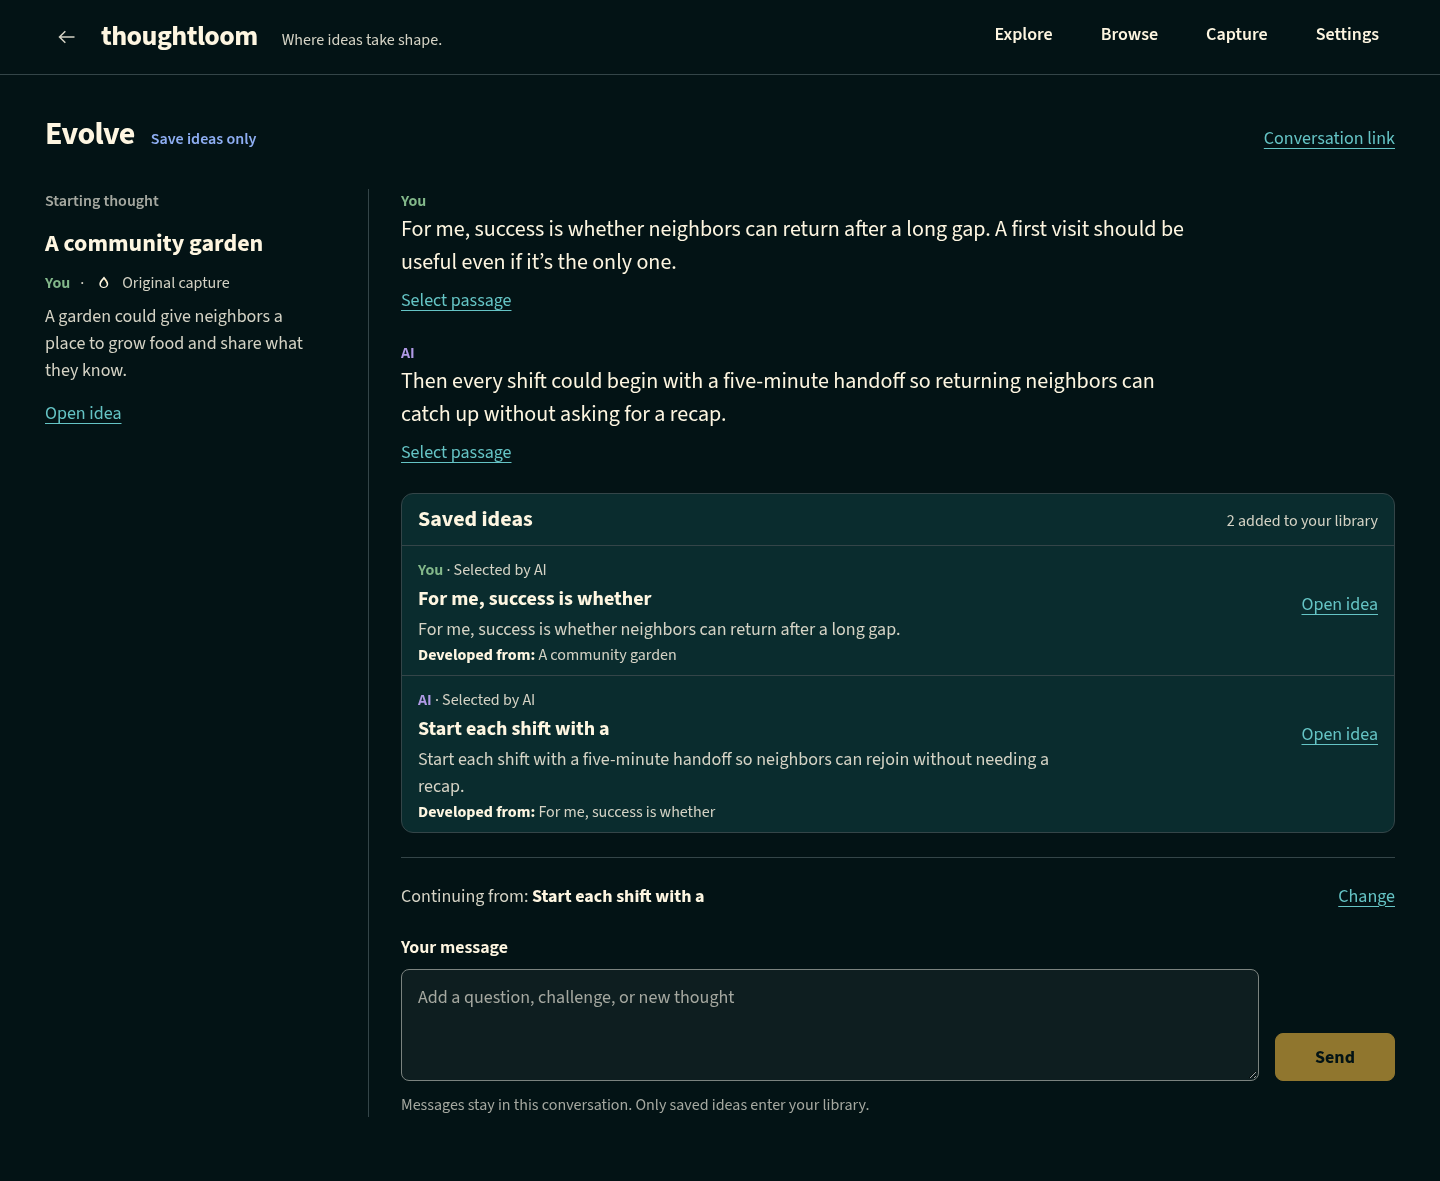 thoughtloom
Where ideas take shape.
Explore
Browse
Capture
Settings
Evolve
Save ideas only
Conversation link
Starting thought
A community garden
You · Original capture
A garden could give neighbors a
place to grow food and share what
they know.
Open idea
You
For me, success is whether neighbors can return after a long gap. A first visit should be
useful even if it’s the only one.
Select passage
AI
Then every shift could begin with a five-minute handoff so returning neighbors can
catch up without asking for a recap.
Select passage
Saved ideas
2 added to your library
You · Selected by AI
For me, success is whether
For me, success is whether neighbors can return after a long gap.
Developed from: A community garden
Open idea
AI · Selected by AI
Start each shift with a
Start each shift with a five-minute handoff so neighbors can rejoin without needing a
recap.
Developed from: For me, success is whether
Open idea
Continuing from: Start each shift with a
Change
Your message
Add a question, challenge, or new thought
Send
Messages stay in this conversation. Only saved ideas enter your library.